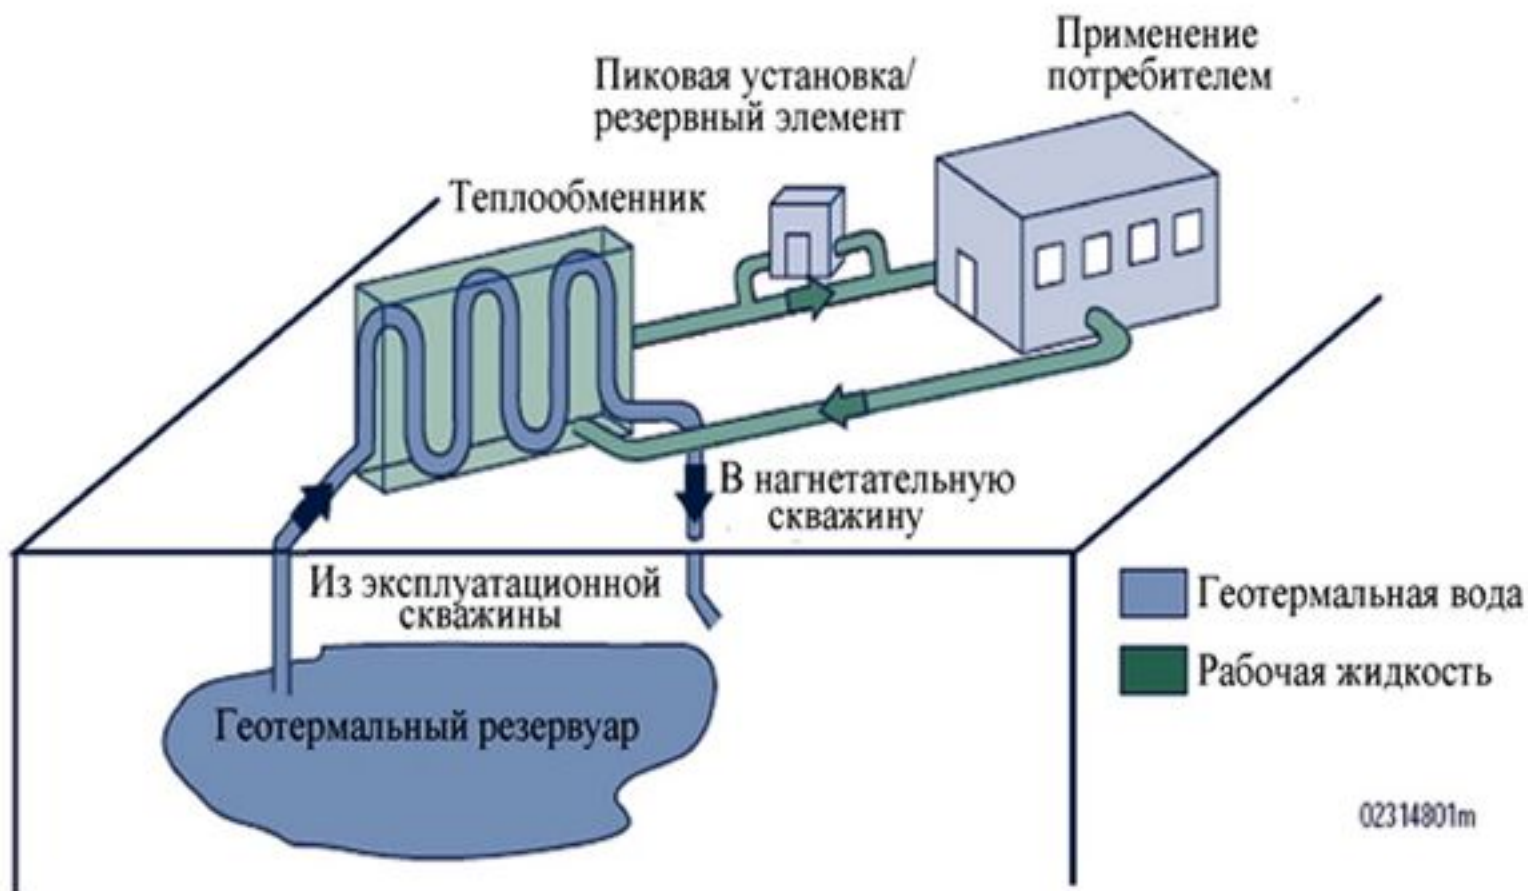 Применение
потребителем
Пиковая установка/
резервный элемент
Теплообменник
В нагнетательную
скважину
Из эксплуатационной
скважины
Геотермальный резервуар
Геотермальная вода
Рабочая жидкость
02314801m